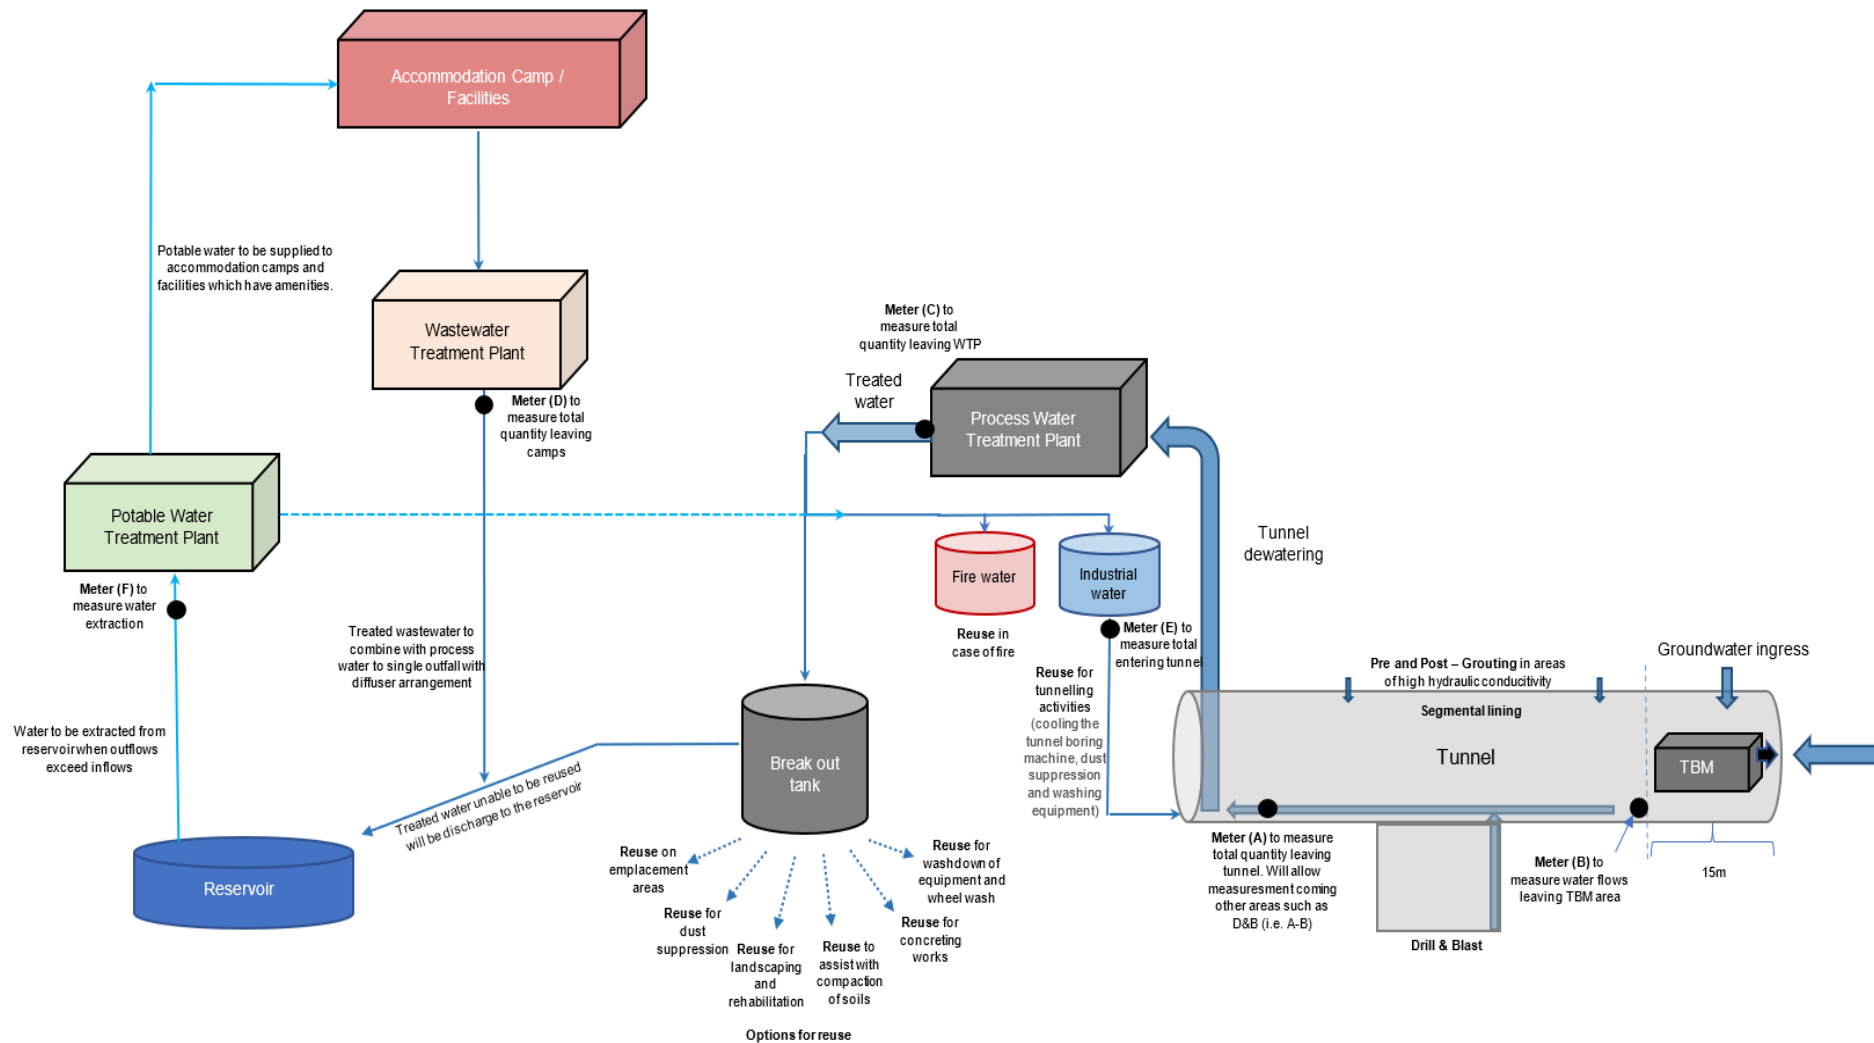 Accommodation Camp /
Facilities
Potable water to be supplied to
accommodation camps and
facilities which have amenities.
Wastewater
Treatment Plant
Meter (D) to
measure total
quantity leaving
camps
Meter (C) to
measure total
quantity leaving WTP
Treated
water
Process Water
Treatment Plant
Potable Water
Treatment Plant
Meter (F) to
measure water
extraction
Tunnel
dewatering
Fire water
Industrial
water
Reuse in
case of fire
Meter (E) to
measure total
entering tunnel
Treated wastewater to
combine with process
water to single outfall with
diffuser arrangement
Reuse for
tunnelling
activities
(cooling the
tunnel boring
machine, dust
suppression
and washing
equipment)
Pre and Post – Grouting in areas
of high hydraulic conducitivity
Groundwater ingress
Segmental lining
Tunnel
TBM
Water to be extracted from
reservoir when outflows
exceed inflows
Break out
tank
Treated water unable to be reused
will be discharge to the reservoir
Reservoir
Meter (A) to measure
total quantity leaving
tunnel. Will allow
measuresment coming
other areas such as
D&B (i.e. A-B)
Drill & Blast
Meter (B) to
measure water flows
leaving TBM area
15m
Reuse on
emplacement
areas
Reuse for
dust
suppression
Reuse for
landscaping
and
rehabilitation
Reuse to
assist with
compaction
of soils
Reuse for
concreting
works
Reuse for
washdown of
equipment and
wheel wash
Options for reuse